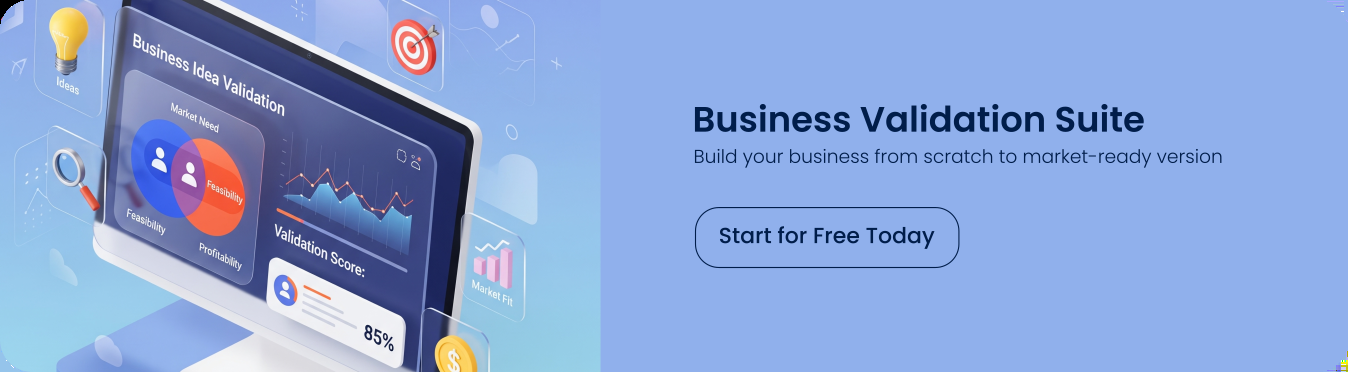 Ideas
Business Idea Validation
Market Need
Feasibility
Feasibility
Profitability
Validation Score:
85%
Market Fit
$
Business Validation Suite
Build your business from scratch to market-ready version
Start for Free Today